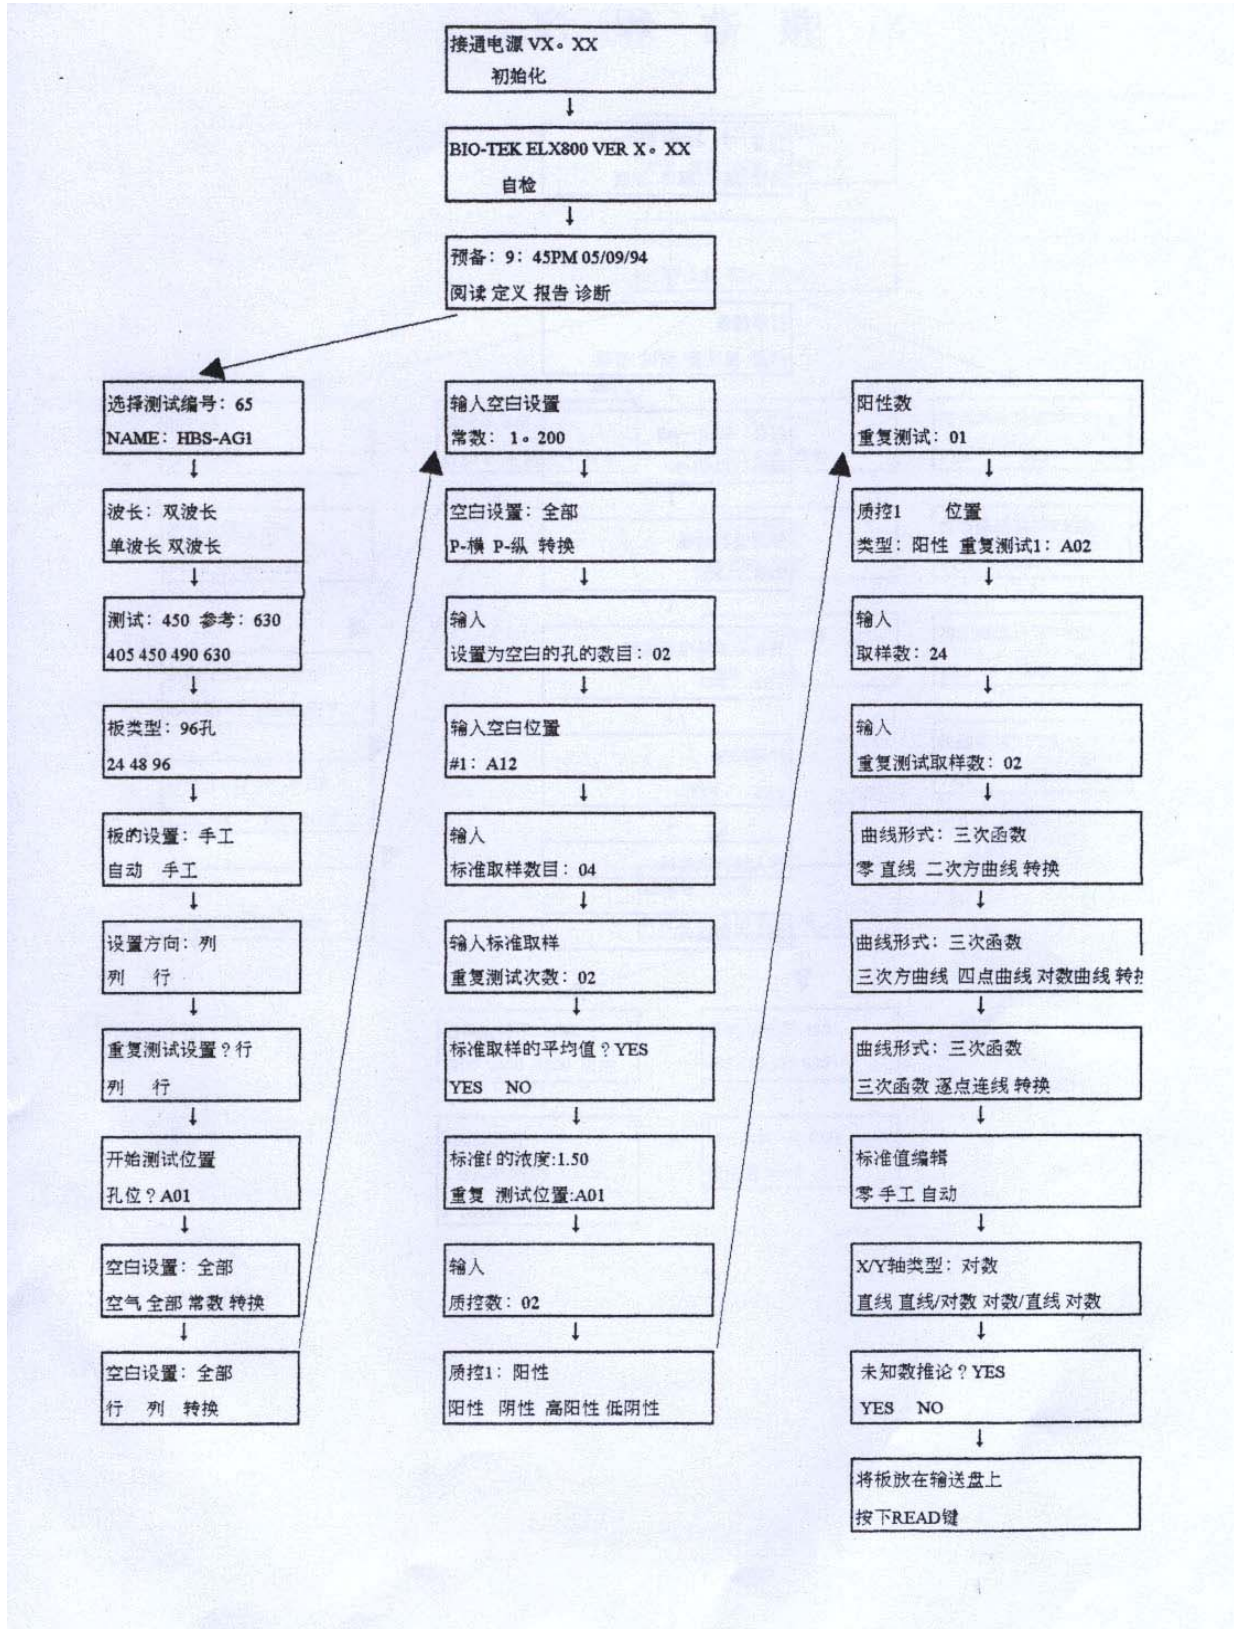 接通电源 VX。XX
初始化
BIO-TEK ELX800 VER X。XX
自检
预备：9：45PM 05/09/94
阅读 定义 报告 诊断
选择测试编号：65
NAME：HBS-AG1
波长：双波长
单波长 双波长
测试：450 参考：630
405 450 490 630
板类型：96孔
24 48 96
板的设置：手工
自动 手工
设置方向：列
列 行
重复测试设置？行
列 行
开始测试位置
孔位？A01
空白设置：全部
空气 全部 常数 转换
空白设置：全部
行 列 转换
输入空白设置
常数：1。200
空白设置：全部
P-横 P-纵 转换
输入
设置为空白的孔的数目：02
输入空白位置
#1：A12
输入
标准取样数目：04
输入标准取样
重复测试次数：02
标准取样的平均值？YES
YES NO
标准 的浓度:1.50
重复 测试位置:A01
输入
质控数：02
质控1：阳性
阳性 阴性 高阳性 低阴性
阳性数
重复测试：01
质控1 位置
类型：阳性 重复测试1：A02
输入
取样数：24
输入
重复测试取样数：02
曲线形式：三次函数
零 直线 二次方曲线 转换
曲线形式：三次函数
三次方曲线 四点曲线 对数曲线 转
曲线形式：三次函数
三次函数 逐点连线 转换
标准值编辑
零 手工 自动
X/Y轴类型：对数
直线 直线/对数 对数/直线 对数
未知数推论？YES
YES NO
将板放在输送盘上
按下READ键